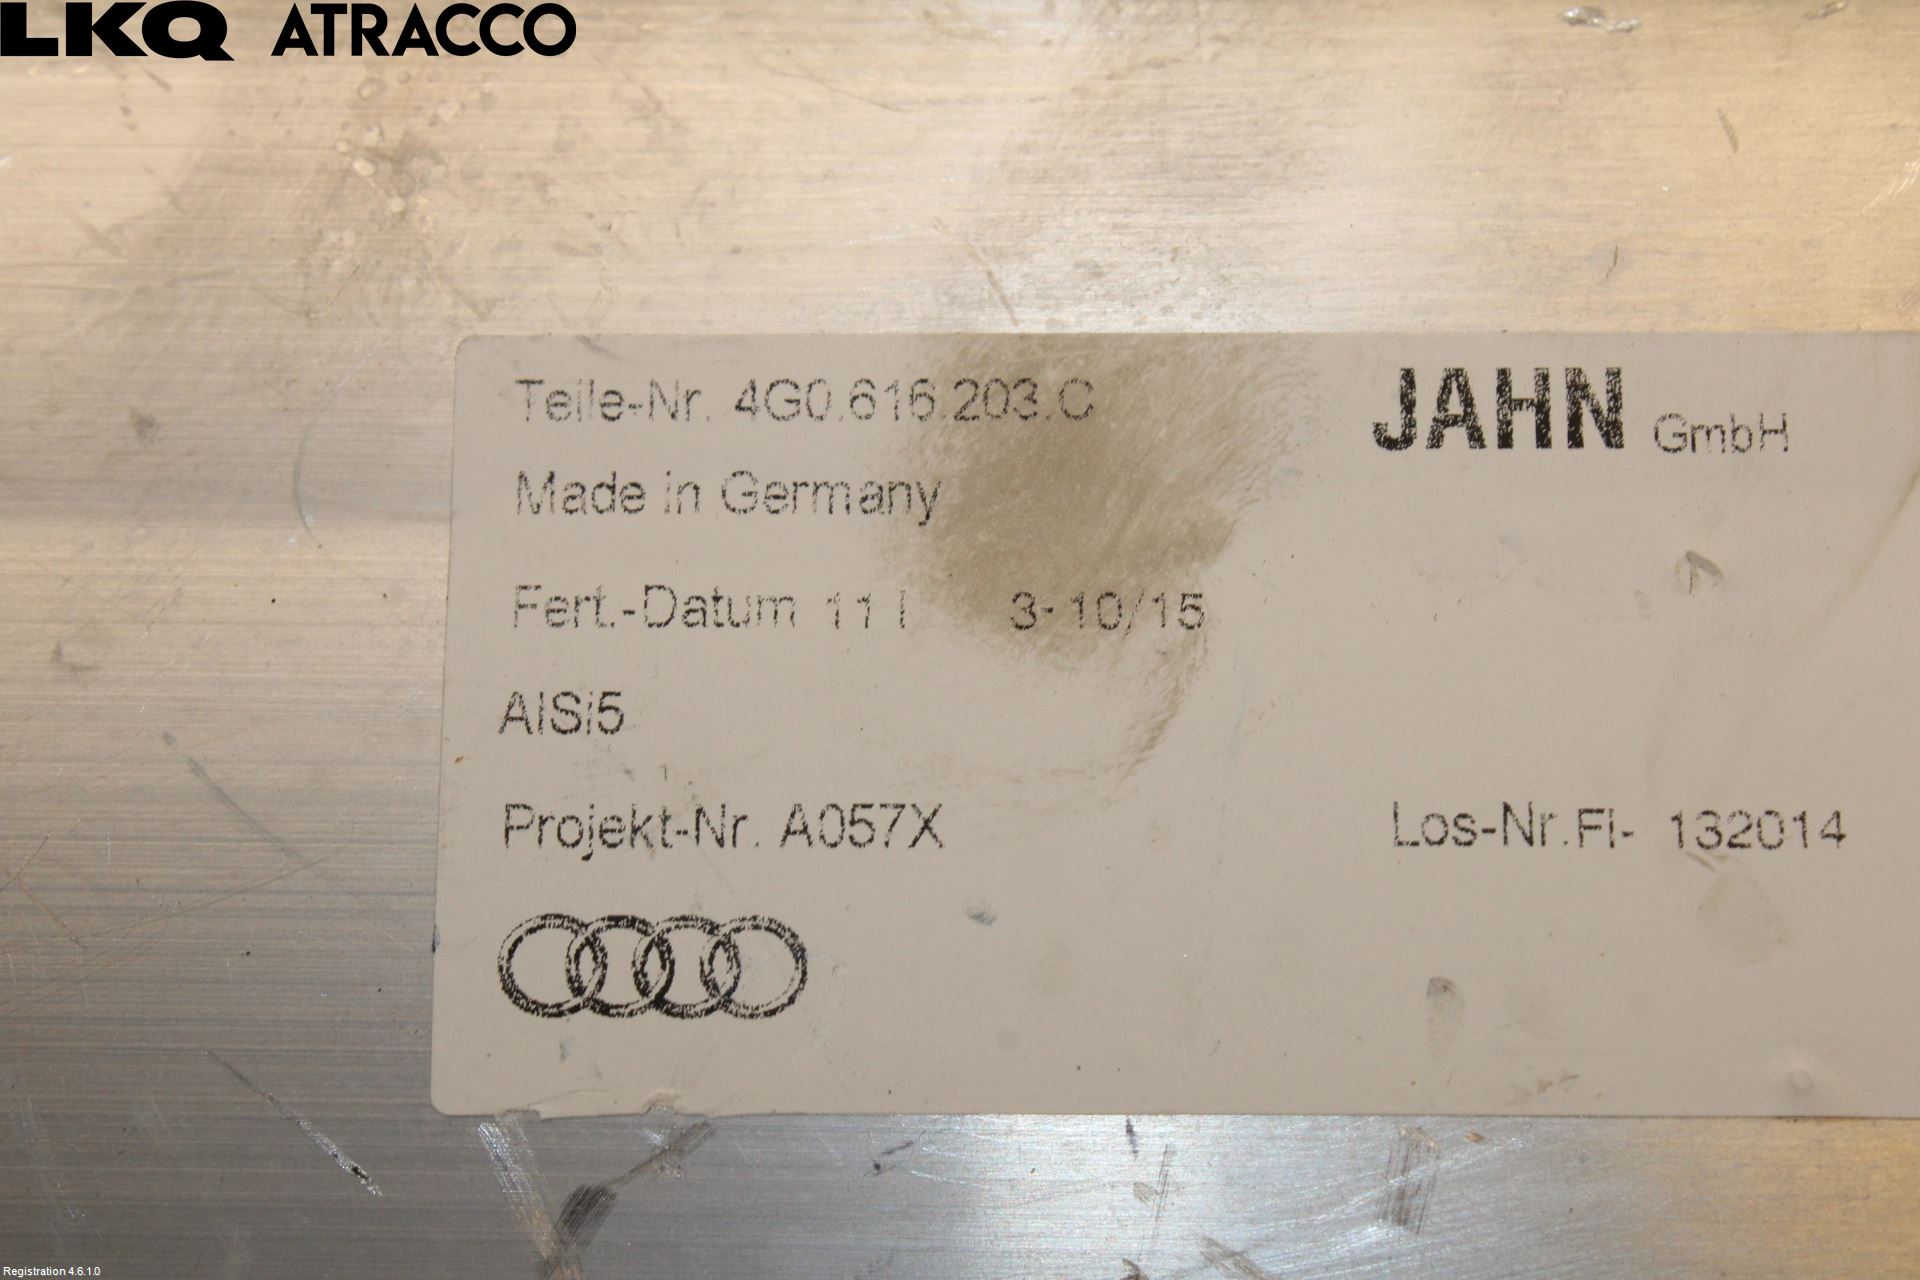 LKQ ATRACCO
Teile-Nr. 4G0.616.203.C
JAHN GmbH
Made in Germany
Fert.-Datum 3-10/15
AlSi5
Projekt-Nr. A057X
Los-Nr.FI- 132014
Registration 4.6.1.0